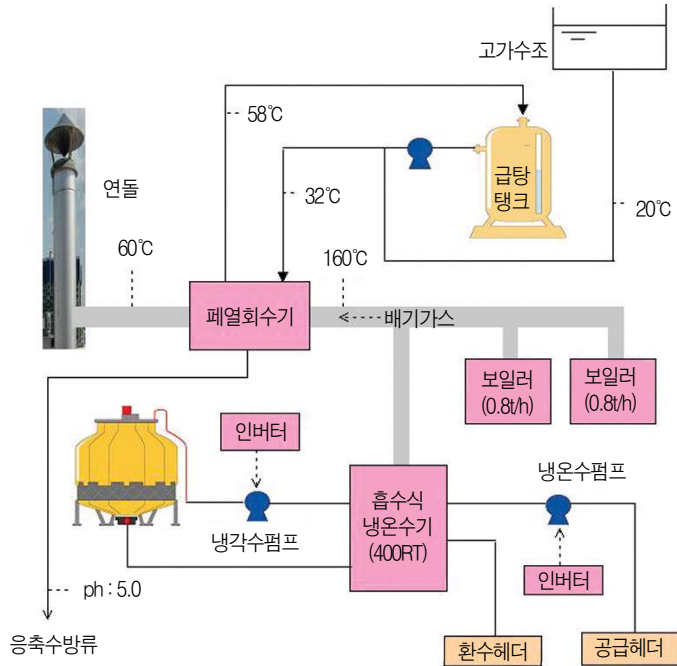 고가수조
58℃
급탕
탱크
연돌
32℃
20℃
60℃
160℃
페열회수기
배기가스
보일러
(0.8t/h)
보일러
(0.8t/h)
인버터
냉각수펌프
흡수식
냉온수기
(400RT)
냉온수펌프
인버터
ph : 5.0
응축수방류
환수헤더
공급헤더